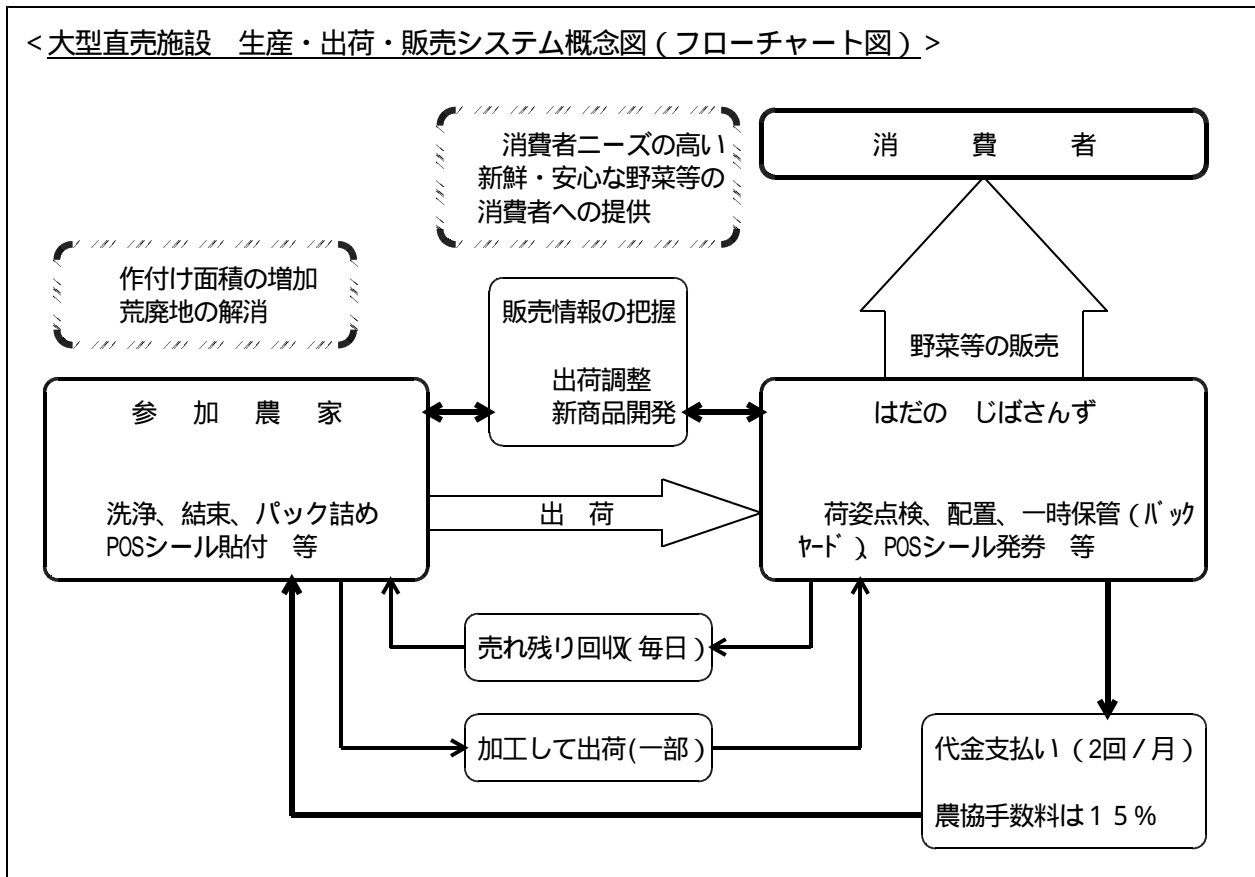 <大型直売施設　生産・出荷・販売システム概念図(フローチャート図)>
消費者ニーズの高い
新鮮・安心な野菜等の
消費者への提供
消　費　者
作付け面積の増加
荒廃地の解消
販売情報の把握
出荷調整
新商品開発
野菜等の販売
参　加　農　家
洗浄、結束、パック詰め
POSシール貼付　等
出　荷
はだの　じばさんず
荷姿点検、配置、一時保管(バック
ヤード)、POSシール発券　等
売れ残り回収(毎日)
加工して出荷(一部)
代金支払い(2回/月)
農協手数料は15%